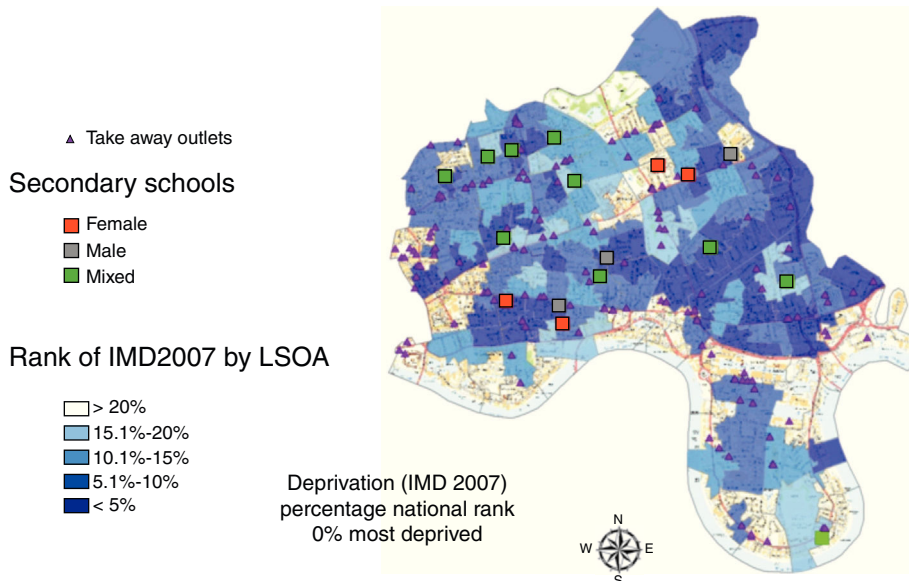 Take away outlets
Secondary schools
Female
Male
Mixed
Rank of IMD2007 by LSOA
> 20%
15.1%-20%
10.1%-15%
5.1%-10%
< 5%
Deprivation (IMD 2007)
percentage national rank
0% most deprived
N
W E
S